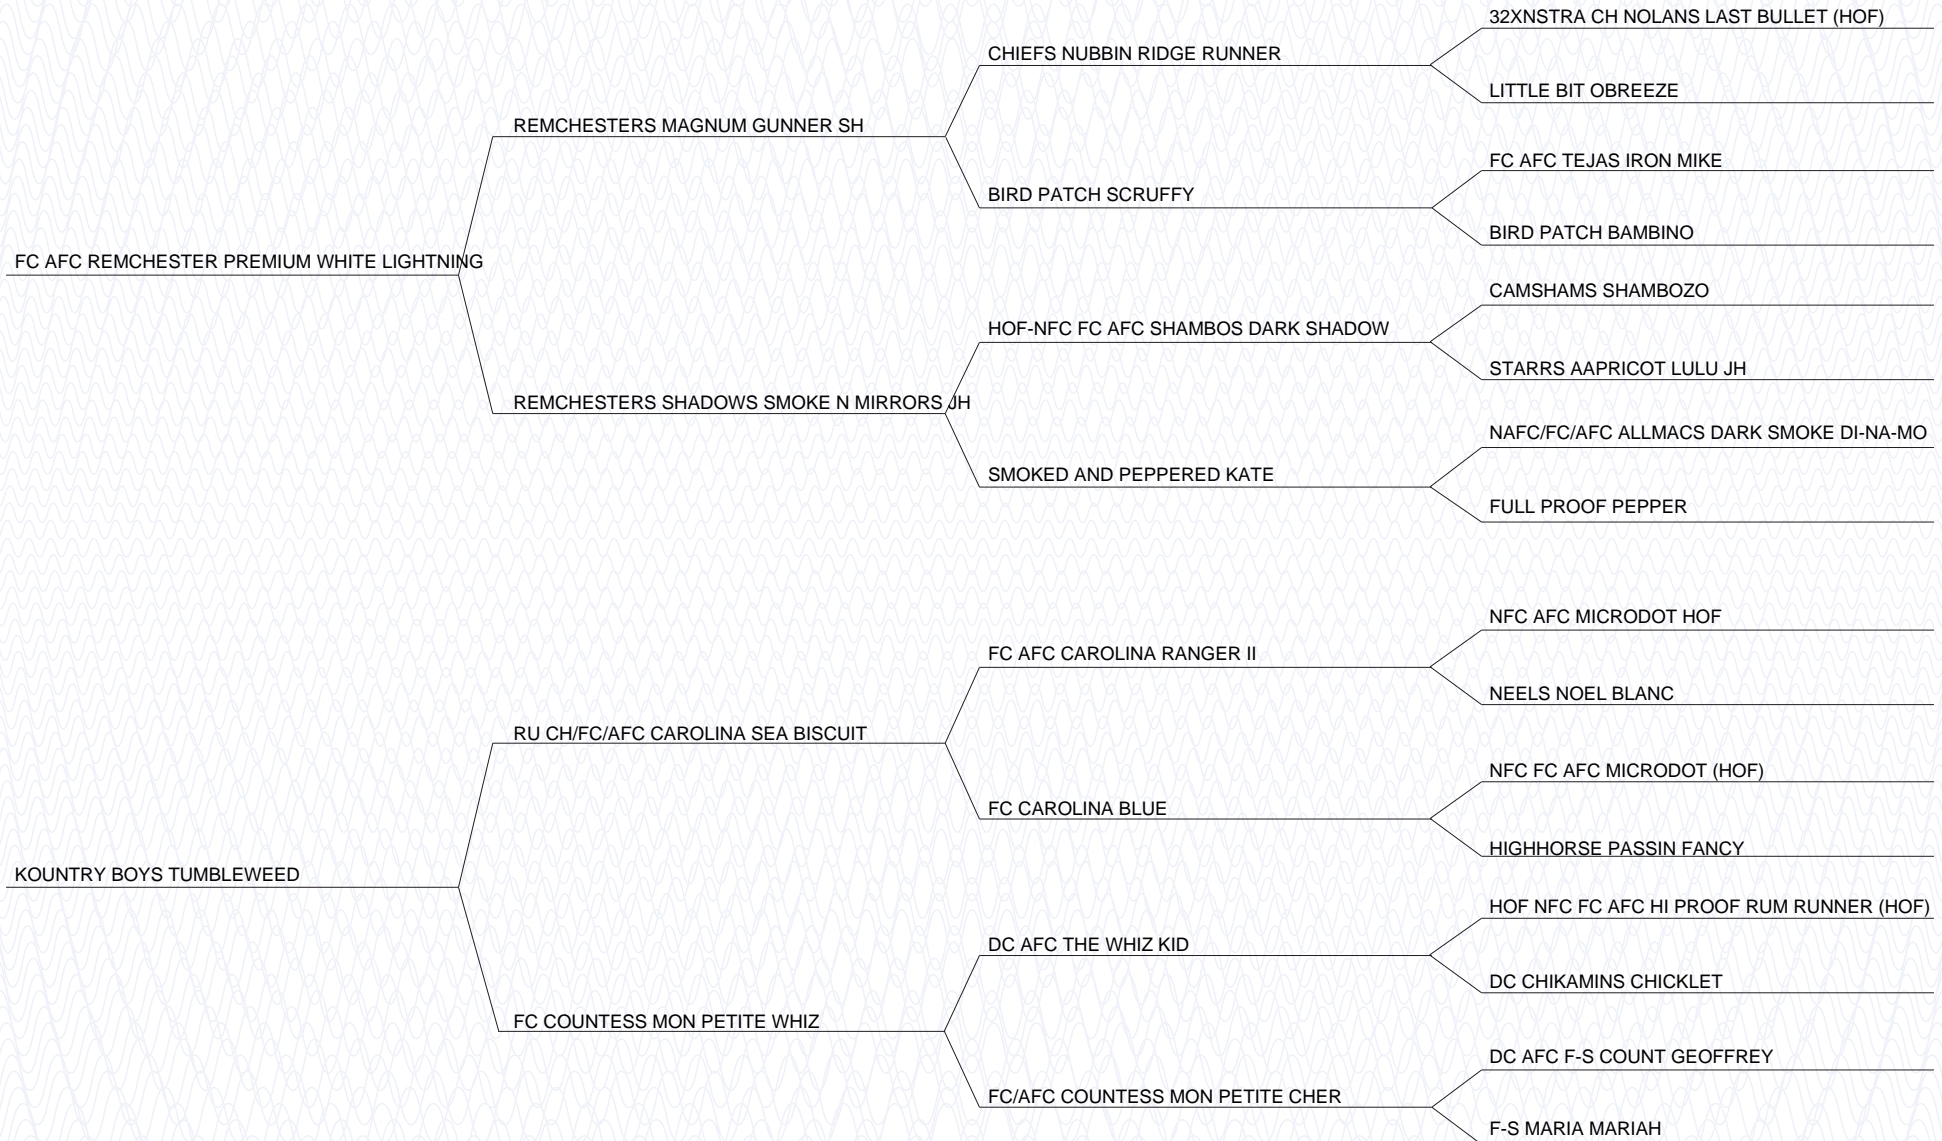 32XNSTRA CH NOLANS LAST BULLET (HOF)
CHIEFS NUBBIN RIDGE RUNNER
LITTLE BIT OBREEZE
REMCHESTERS MAGNUM GUNNER SH
FC AFC TEJAS IRON MIKE
BIRD PATCH SCRUFFY
BIRD PATCH BAMBINO
FC AFC REMCHESTER PREMIUM WHITE LIGHTNING
CAMSHAMS SHAMBOZO
HOF-NFC FC AFC SHAMBOS DARK SHADOW
STARRS AAPRICOT LULU JH
REMCHESTERS SHADOWS SMOKE N MIRRORS JH
NAFC/FC/AFC ALLMACS DARK SMOKE DI-NA-MO
SMOKED AND PEPPERED KATE
FULL PROOF PEPPER
NFC AFC MICRODOT HOF
FC AFC CAROLINA RANGER II
NEELS NOEL BLANC
RU CH/FC/AFC CAROLINA SEA BISCUIT
NFC FC AFC MICRODOT (HOF)
FC CAROLINA BLUE
HIGHHORSE PASSIN FANCY
KOUNTRY BOYS TUMBLEWEED
HOF NFC FC AFC HI PROOF RUM RUNNER (HOF)
DC AFC THE WHIZ KID
DC CHIKAMINS CHICKLET
FC COUNTESS MON PETITE WHIZ
DC AFC F-S COUNT GEOFFREY
FC/AFC COUNTESS MON PETITE CHER
F-S MARIA MARIAH